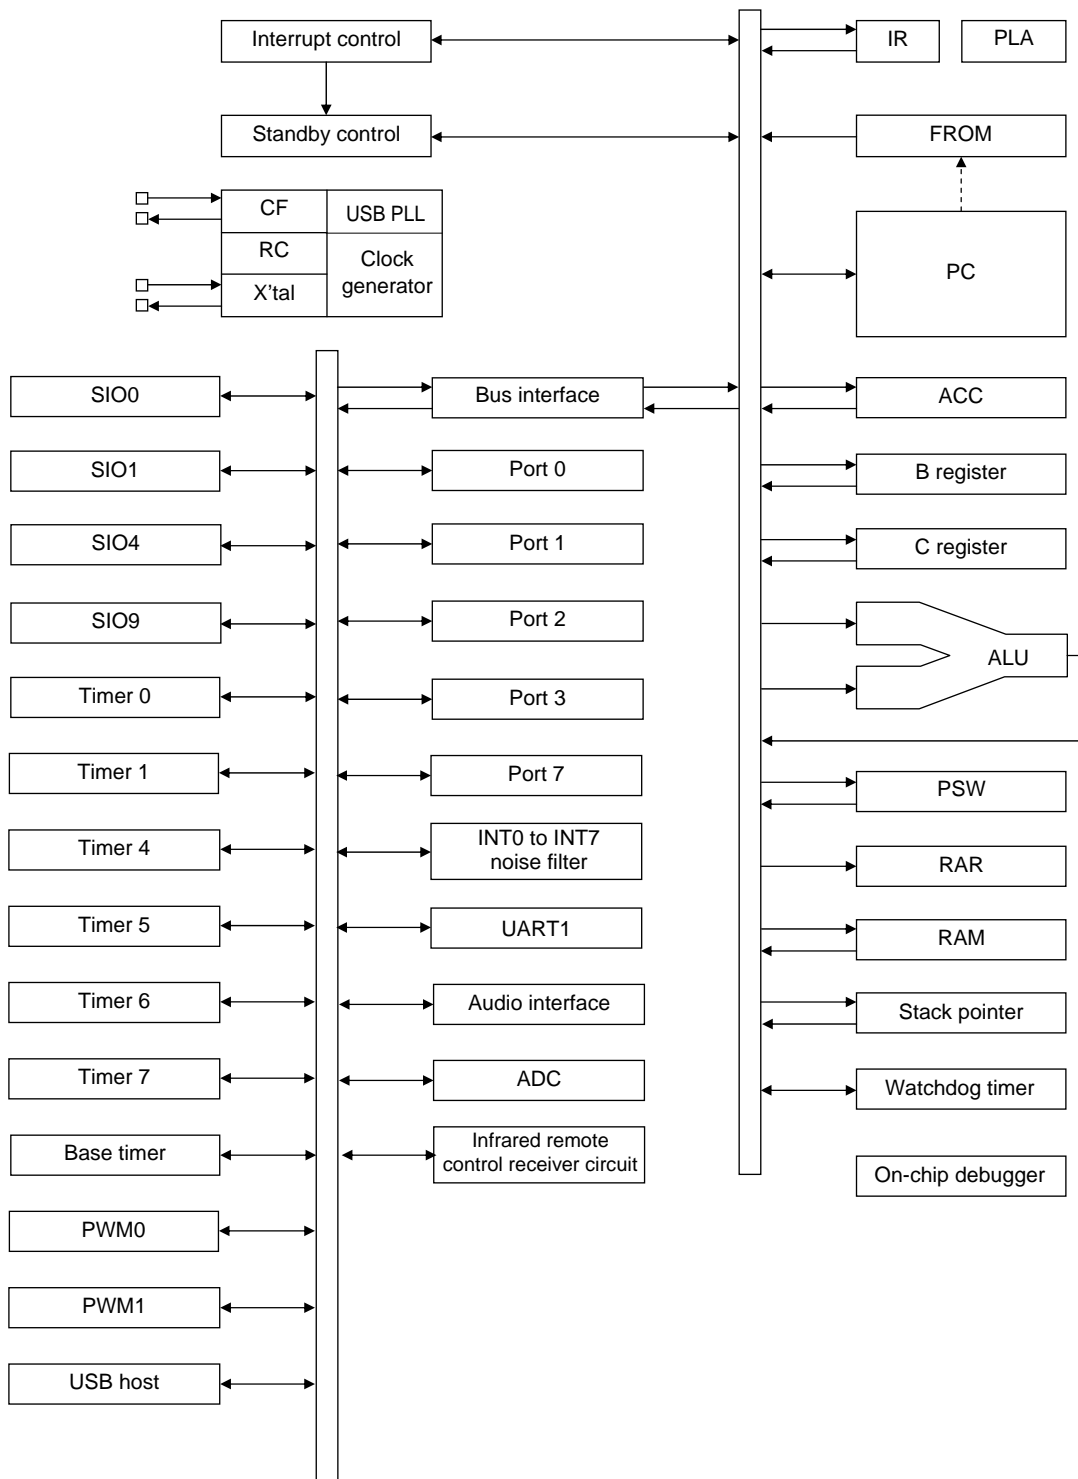 Interrupt control
IR
PLA
Standby control
FROM
CF
USB PLL
RC
Clock
generator
X'tal
PC
SIO0
Bus interface
ACC
SIO1
Port 0
B register
SIO4
Port 1
C register
SIO9
Port 2
ALU
Timer 0
Port 3
Timer 1
Port 7
PSW
Timer 4
INT0 to INT7
noise filter
RAR
Timer 5
UART1
RAM
Timer 6
Audio interface
Stack pointer
Timer 7
ADC
Watchdog timer
Base timer
Infrared remote
control receiver circuit
On-chip debugger
PWM0
PWM1
USB host